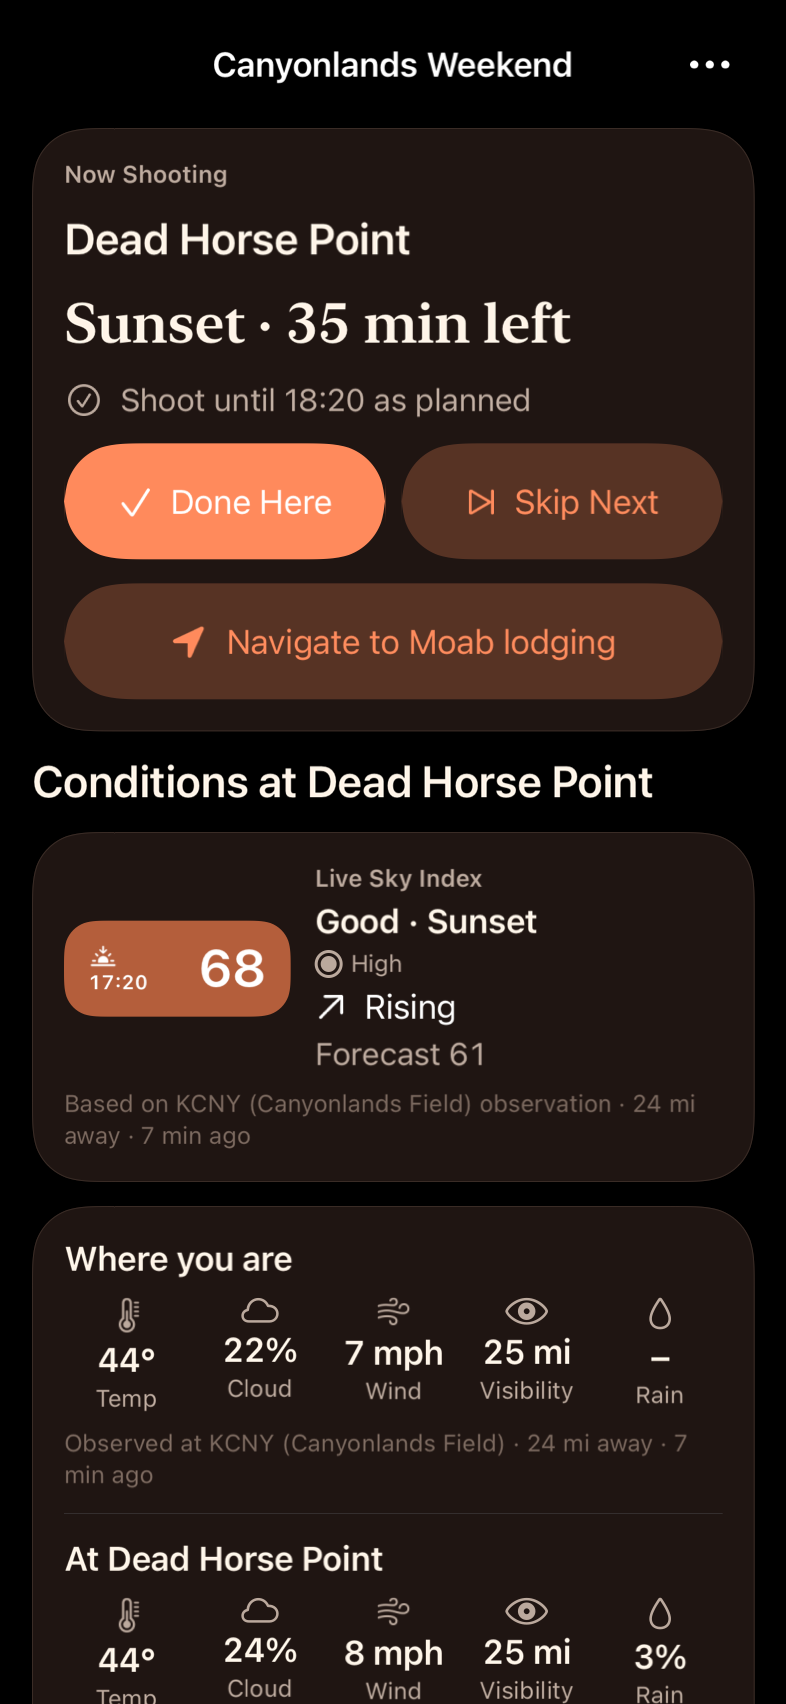 Canyonlands Weekend
Now Shooting
Dead Horse Point
Sunset · 35 min left
Shoot until 18:20 as planned
Done Here
Skip Next
Navigate to Moab lodging
Conditions at Dead Horse Point
17:20
68
Live Sky Index
Good · Sunset
High
Rising
Forecast 61
Based on KCNY (Canyonlands Field) observation · 24 mi
away · 7 min ago
Where you are
44° 22% 7 mph 25 mi –
Temp Cloud Wind Visibility Rain
Observed at KCNY (Canyonlands Field) · 24 mi away · 7
min ago
At Dead Horse Point
44° 24% 8 mph 25 mi 3%
Temp Cloud Wind Visibility Rain